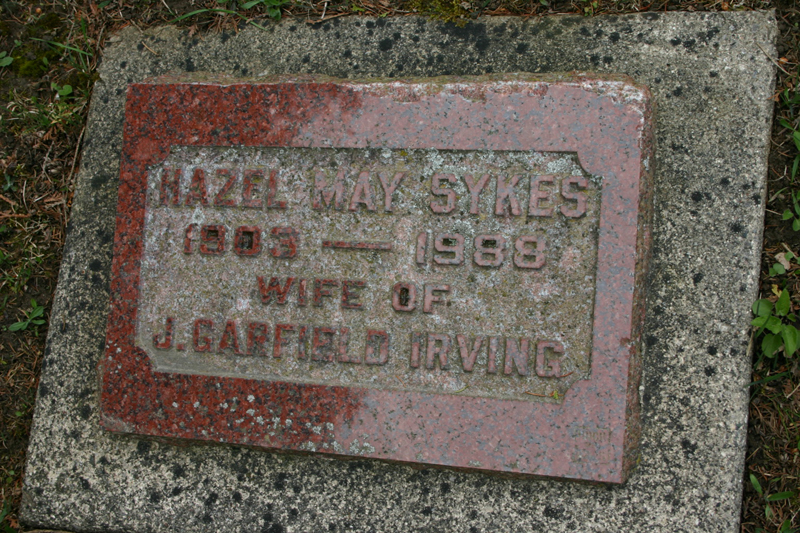 HAZEL MAY SYKES
1903 — 1988
WIFE OF
J. GARFIELD IRVING